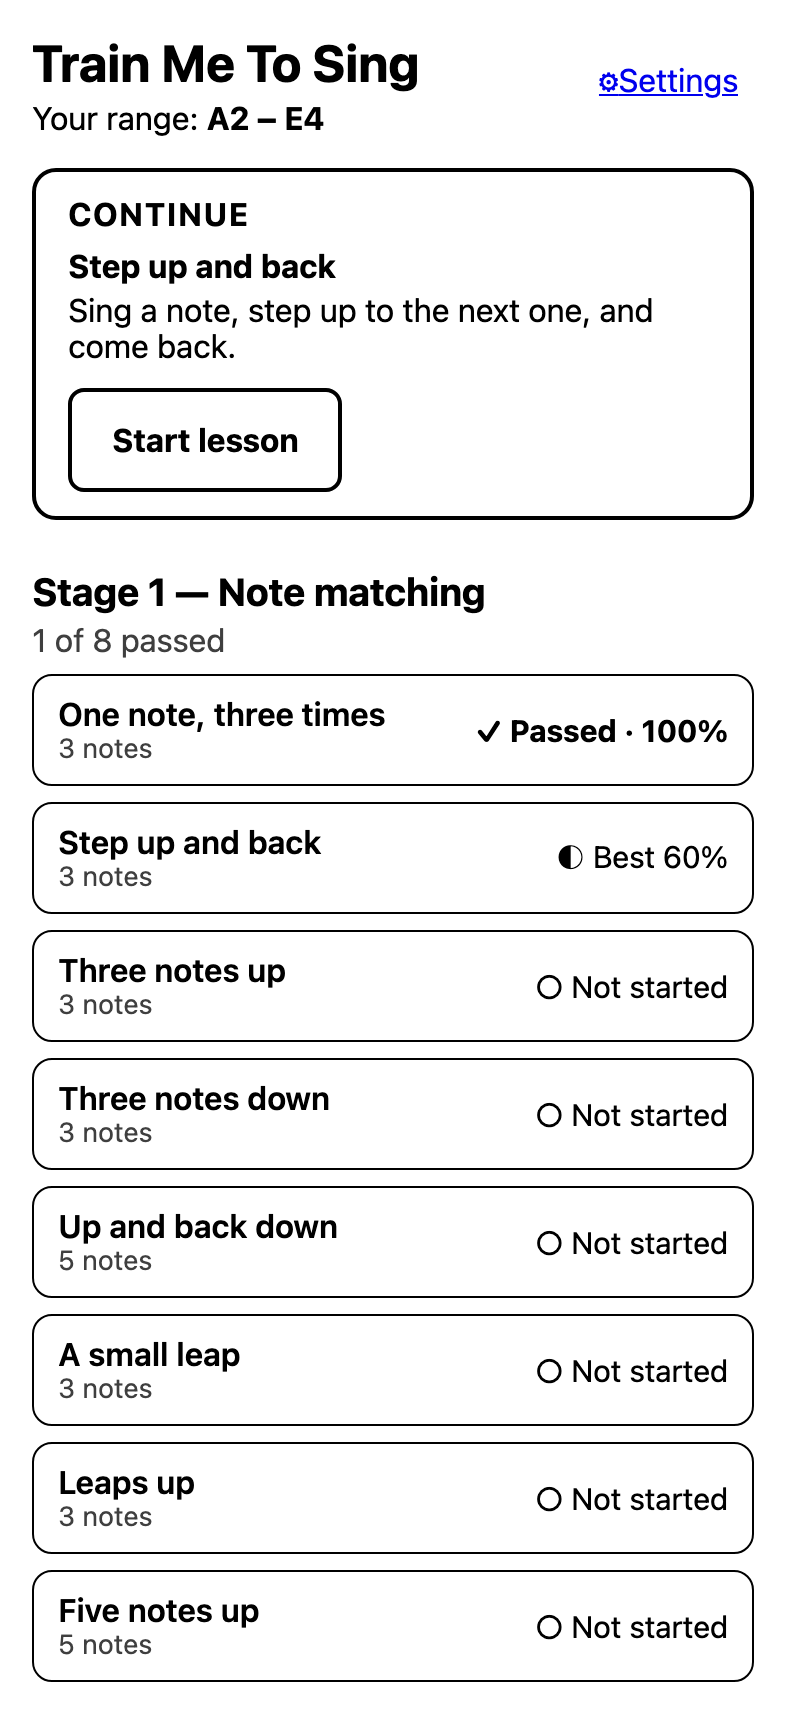 Train Me To Sing
⚙Settings
Your range: A2 – E4
CONTINUE
Step up and back
Sing a note, step up to the next one, and
come back.
Start lesson
Stage 1 — Note matching
1 of 8 passed
One note, three times
3 notes
✓ Passed · 100%
Step up and back
3 notes
◐ Best 60%
Three notes up
3 notes
○ Not started
Three notes down
3 notes
○ Not started
Up and back down
5 notes
○ Not started
A small leap
3 notes
○ Not started
Leaps up
3 notes
○ Not started
Five notes up
5 notes
○ Not started